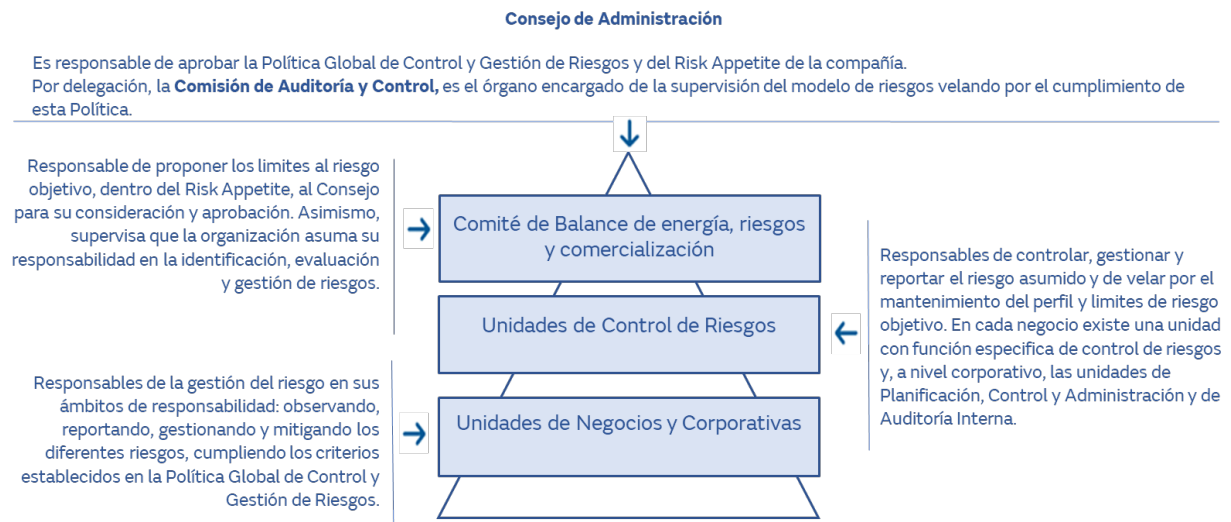 Consejo de Administración
Es responsable de aprobar la Política Global de Control y Gestión de Riesgos y del Risk Appetite de la compañía.
Por delegación, la Comisión de Auditoría y Control, es el órgano encargado de la supervisión del modelo de riesgos velando por el cumplimiento de
esta Política.
Responsable de proponer los limites al riesgo
objetivo, dentro del Risk Appetite, al Consejo
para su consideración y aprobación. Asimismo,
supervisa que la organización asuma su
responsabilidad en la identificación, evaluación
y gestión de riesgos.
Comité de Balance de energía, riesgos
y comercialización
Unidades de Control de Riesgos
Responsables de controlar, gestionar y
reportar el riesgo asumido y de velar por el
mantenimiento del perfil y limites de riesgo
objetivo. En cada negocio existe una unidad
con función especifica de control de riesgos
y, a nivel corporativo, las unidades de
Planificación, Control y Administración y de
Auditoría Interna.
Responsables de la gestión del riesgo en sus
ámbitos de responsabilidad: observando,
reportando, gestionando y mitigando los
diferentes riesgos, cumpliendo los criterios
establecidos en la Política Global de Control y
Gestión de Riesgos.
Unidades de Negocios y Corporativas